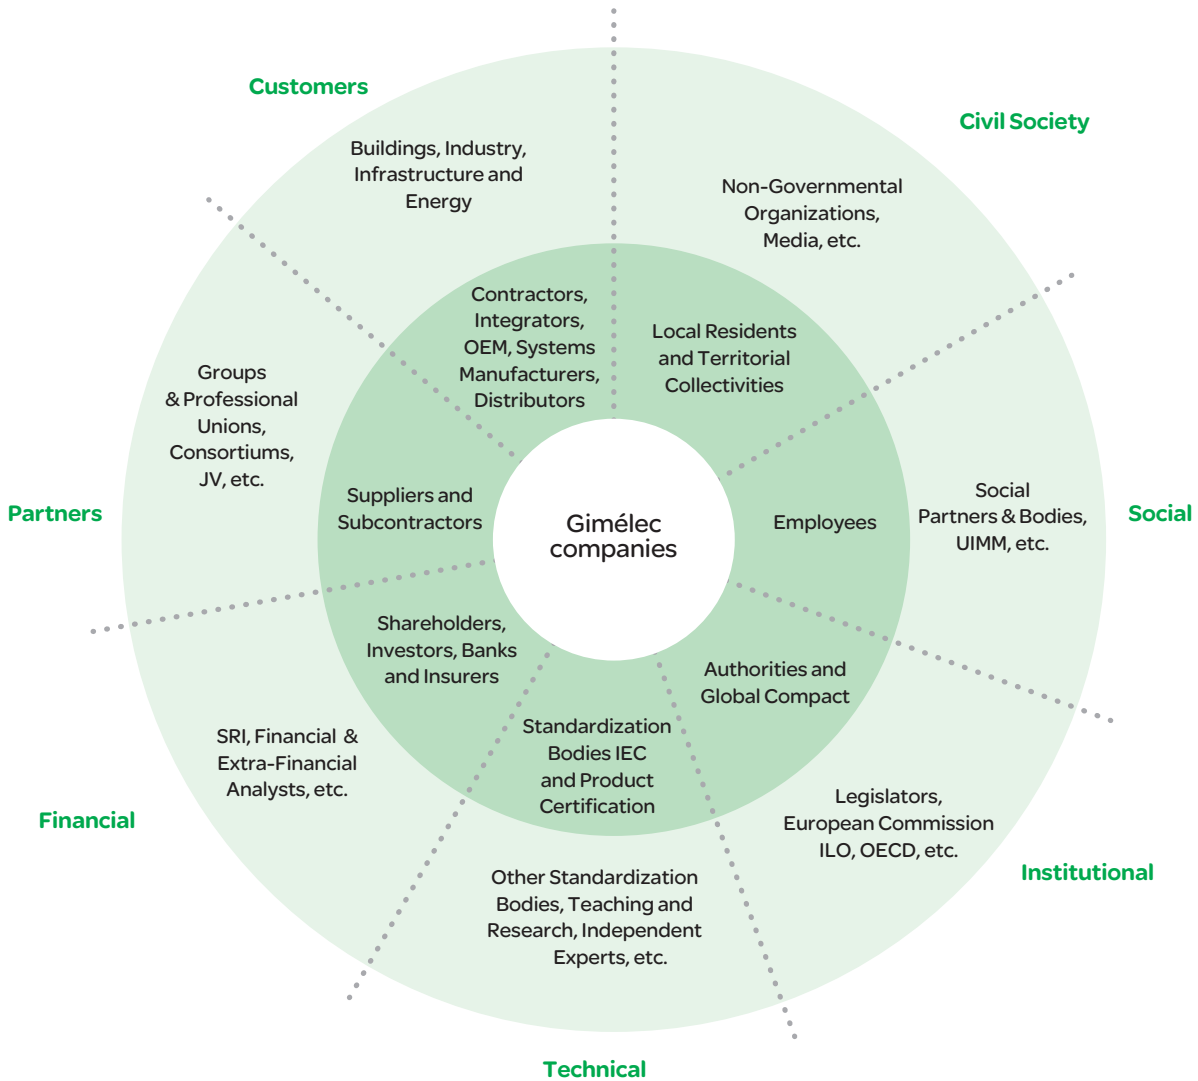 Customers
Buildings, Industry,
Infrastructure and
Energy
Contractors,
Integrators,
OEM, Systems
Manufacturers,
Distributors
Civil Society
Non-Governmental
Organizations,
Media, etc.
Local Residents
and Territorial
Collectivities
Partners
Groups
& Professional
Unions,
Consortiums,
JV, etc.
Suppliers and
Subcontractors
Gimélec
companies
Employees
Social
Partners & Bodies,
UIMM, etc.
Social
Financial
SRI, Financial &
Extra-Financial
Analysts, etc.
Shareholders,
Investors, Banks
and Insurers
Standardization
Bodies IEC
and Product
Certification
Other Standardization
Bodies, Teaching and
Research, Independent
Experts, etc.
Technical
Authorities and
Global Compact
Legislators,
European Commission
ILO, OECD, etc.
Institutional